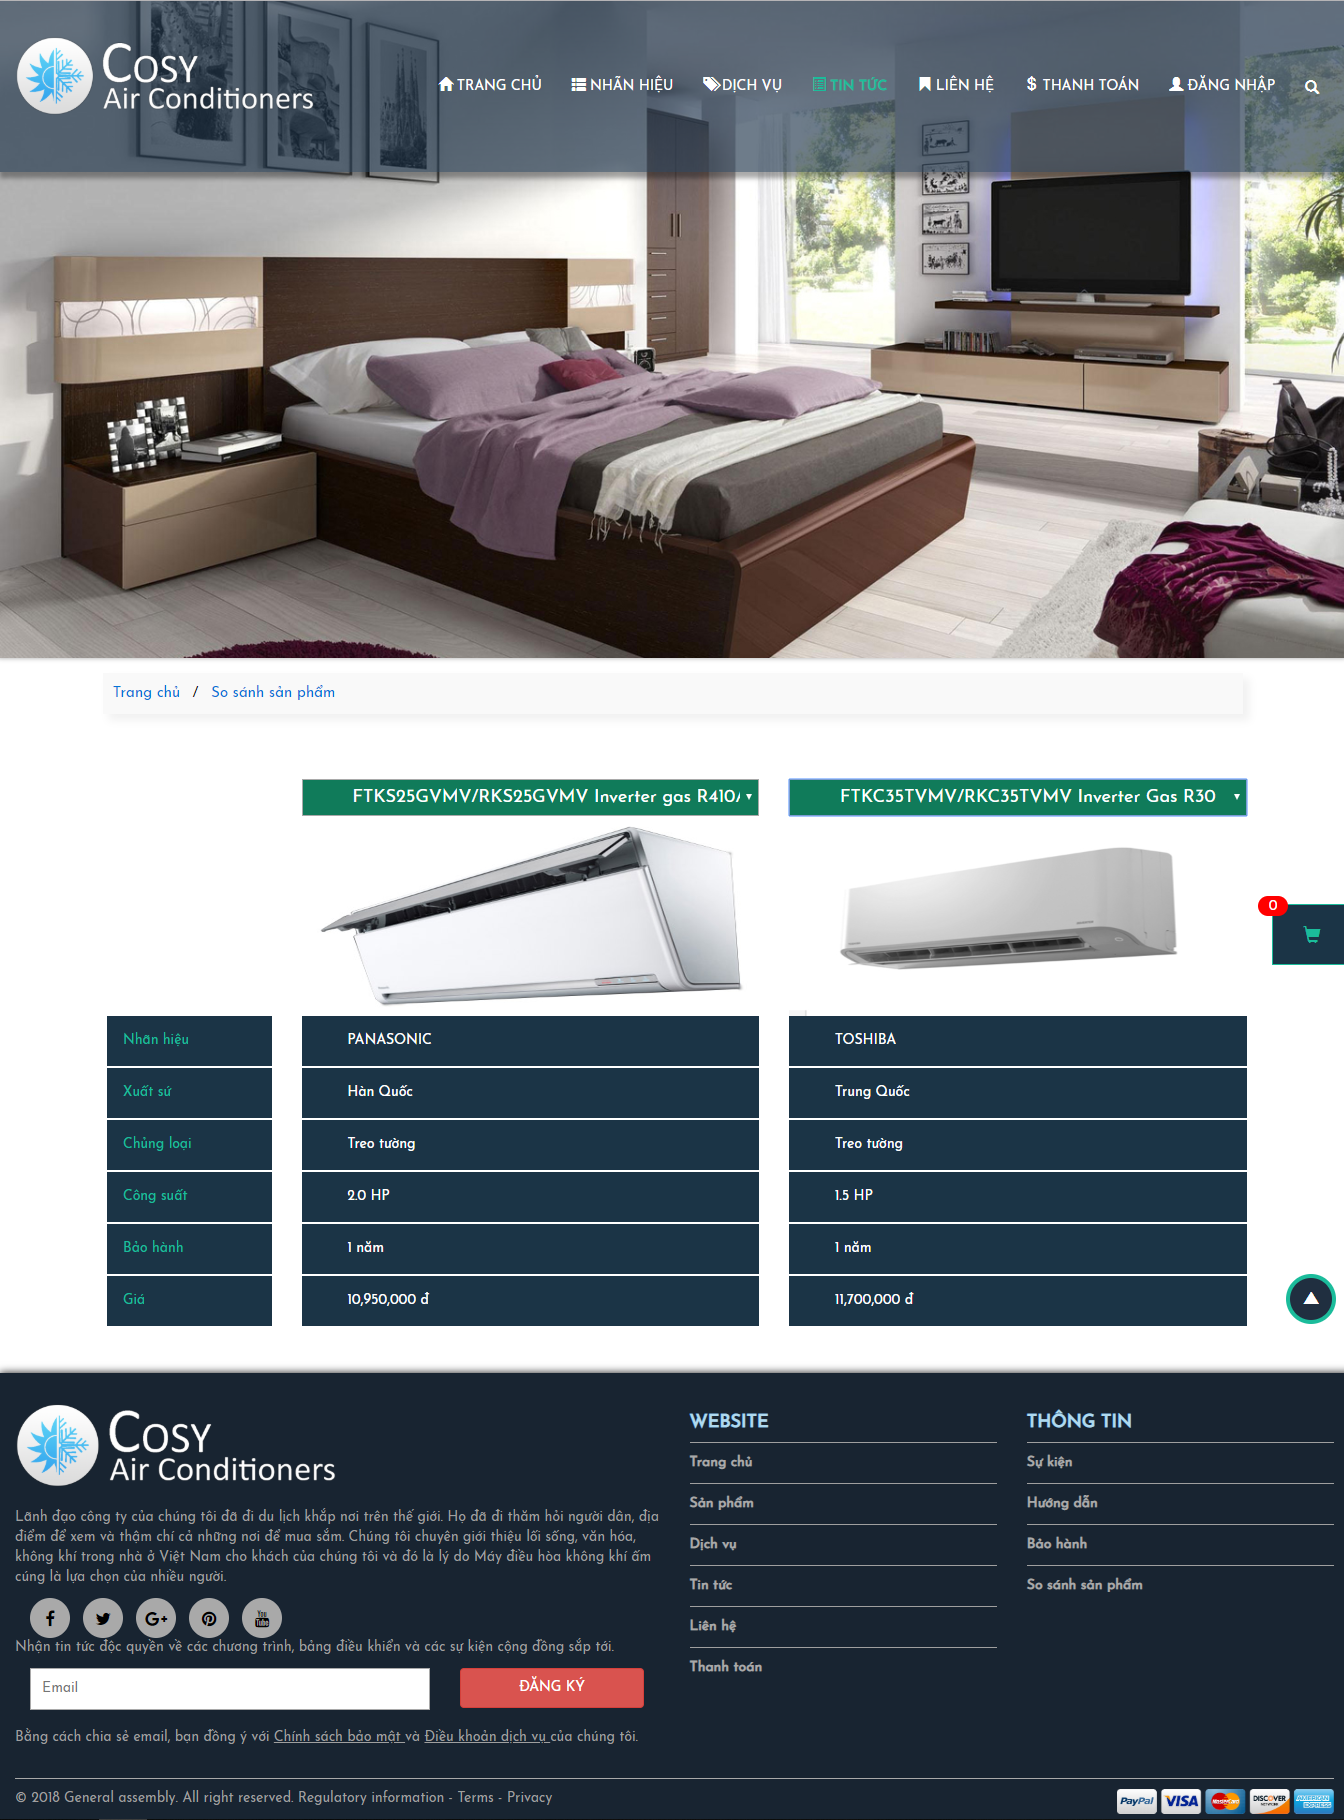 COSY
Air Conditioners
TRANG CHỦ
NHÃN HIỆU
DỊCH VỤ
TIN TỨC
LIÊN HỆ
THANH TOÁN
ĐĂNG NHẬP
Trang chủ / So sánh sản phẩm
FTKS25GVMV/RKS25GVMV Inverter gas R410
FTKC35TVMV/RKC35TVMV Inverter Gas R30
0
Nhãn hiệu
PANASONIC
TOSHIBA
Xuất sứ
Hàn Quốc
Trung Quốc
Chủng loại
Treo tường
Treo tường
Công suất
2.0 HP
1.5 HP
Bảo hành
1 năm
1 năm
Giá
10,950,000 đ
11,700,000 đ
COSY
Air Conditioners
Lãnh đạo công ty của chúng tôi đã đi du lịch khắp nơi trên thế giới. Họ đã đi thăm hỏi người dân, địa
điểm để xem và thậm chí cả những nơi để mua sắm. Chúng tôi chuyên giới thiệu lối sống, văn hóa,
không khí trong nhà ở Việt Nam cho khách của chúng tôi và đó là lý do Máy điều hòa không khí ấm
cúng là lựa chọn của nhiều người.
You Tube
Nhận tin tức độc quyền về các chương trình, bảng điều khiển và các sự kiện cộng đồng sắp tới.
Email
ĐĂNG KÝ
Bằng cách chia sẻ email, bạn đồng ý với Chính sách bảo mật và Điều khoản dịch vụ của chúng tôi.
WEBSITE
Trang chủ
Sản phẩm
Dịch vụ
Tin tức
Liên hệ
Thanh toán
THÔNG TIN
Sự kiện
Hướng dẫn
Bảo hành
So sánh sản phẩm
© 2018 General assembly. All right reserved. Regulatory information - Terms - Privacy
PayPal
VISA
MasterCard
DISCOVER
AMERICAN EXPRESS